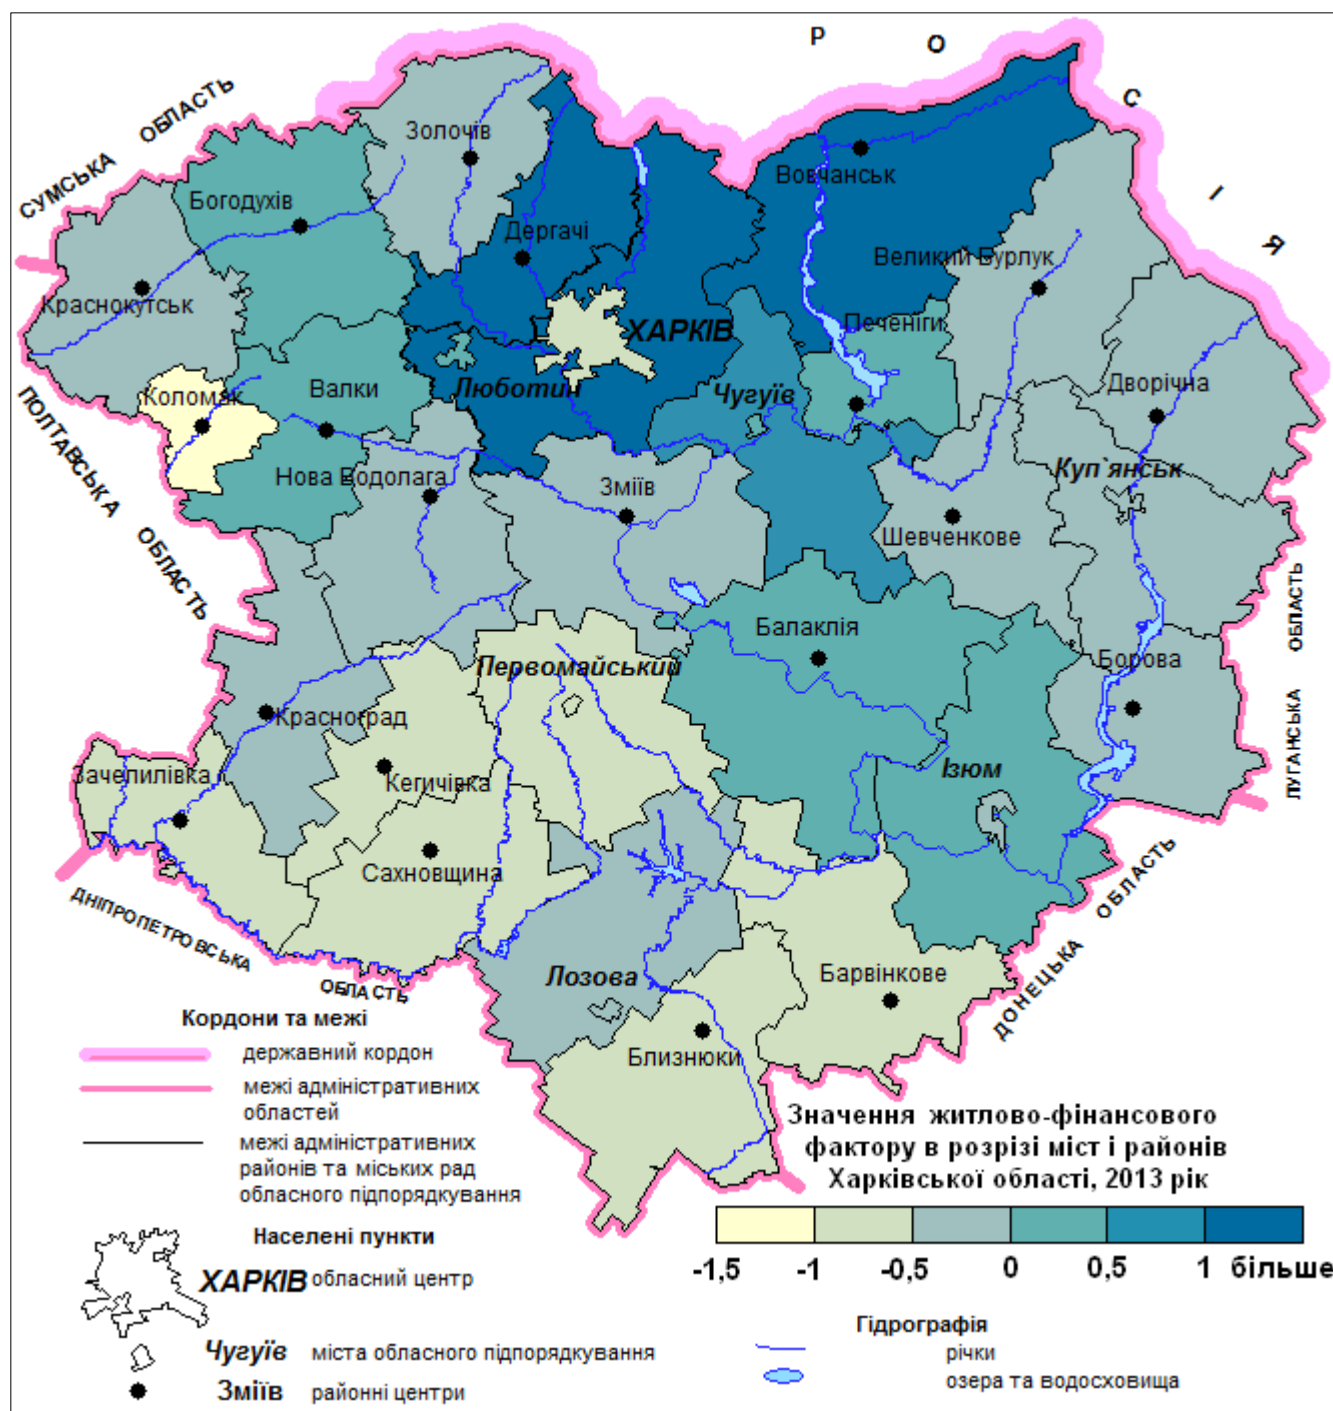 Р О С І Я
СУМСЬКА ОБЛАСТЬ
Золочів
Богодухів
Вовчанськ
Дергачі
Великий Бурлук
Краснокутськ
Печеніги
ХАРКІВ
Люботин
Чугуїв
Дворічна
Коломак
Валки
ПОЛТАВСЬКА ОБЛАСТЬ
Нова Водолага
Зміїв
Куп`янськ
Шевченкове
Балаклія
Первомайський
Борова
ЛУГАНСЬКА ОБЛАСТЬ
Красноград
Зачепилівка
Кегичівка
Ізюм
Сахновщина
ДНІПРОПЕТРОВСЬКА ОБЛАСТЬ
Лозова
Барвінкове
ДОНЕЦЬКА ОБЛАСТЬ
Близнюки
Кордони та межі
державний кордон
межі адміністративних
областей
межі адміністративних
районів та міських рад
обласного підпорядкування
Населені пункти
ХАРКІВ обласний центр
Чугуїв міста обласного підпорядкування
Зміїв районні центри
Значення житлово-фінансового
фактору в розрізі міст і районів
Харківської області, 2013 рік
-1,5 -1 -0,5 0 0,5 1 більше
Гідрографія
річки
озера та водосховища